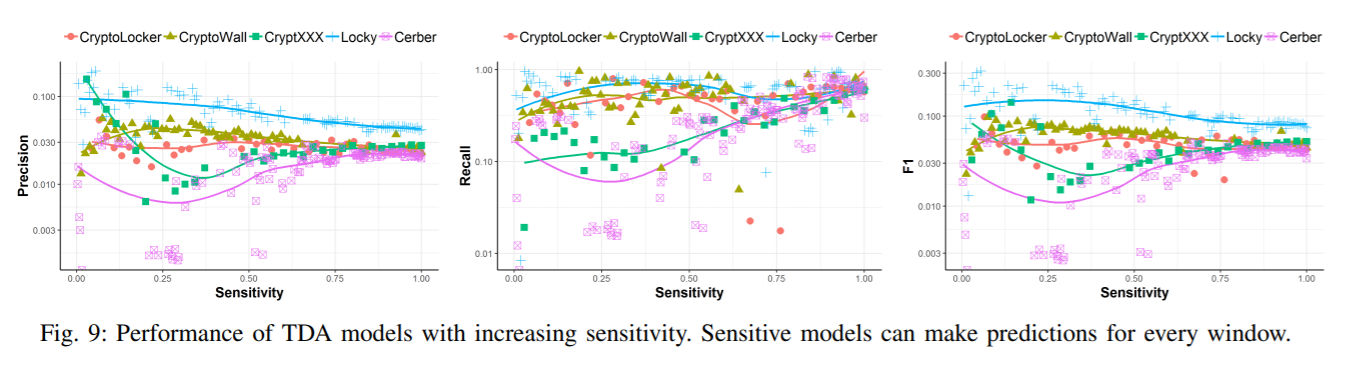 CryptoLocker CryptoWall CryptXXX Locky Cerber
Precision
0.100
0.030
0.010
0.003
0.00 0.25 0.50 0.75 1.00
Sensitivity
CryptoLocker CryptoWall CryptXXX Locky Cerber
Recall
1.00
0.10
0.01
0.00 0.25 0.50 0.75 1.00
Sensitivity
CryptoLocker CryptoWall CryptXXX Locky Cerber
F1
0.300
0.100
0.030
0.010
0.003
0.00 0.25 0.50 0.75 1.00
Sensitivity
Fig. 9: Performance of TDA models with increasing sensitivity. Sensitive models can make predictions for every window.